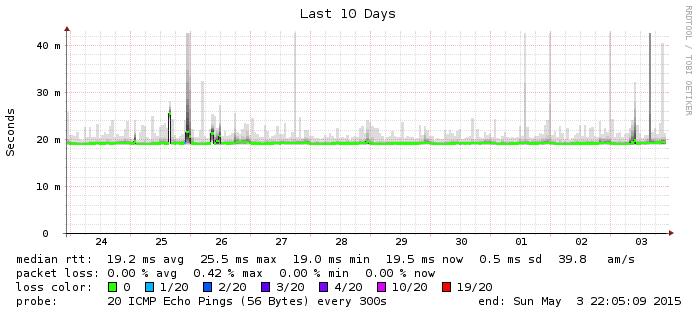 Last 10 Days
RRDTOOL / TOBI OETIKER
Seconds
40 m
30 m
20 m
10 m
0
24 25 26 27 28 29 30 01 02 03
median rtt: 19.2 ms avg 25.5 ms max 19.0 ms min 19.5 ms now 0.5 ms sd 39.8 am/s
packet loss: 0.00 % avg 0.42 % max 0.00 % min 0.00 % now
loss color: 0 1/20 2/20 3/20 4/20 10/20 19/20
probe: 20 ICMP Echo Pings (56 Bytes) every 300s end: Sun May 3 22:05:09 2015